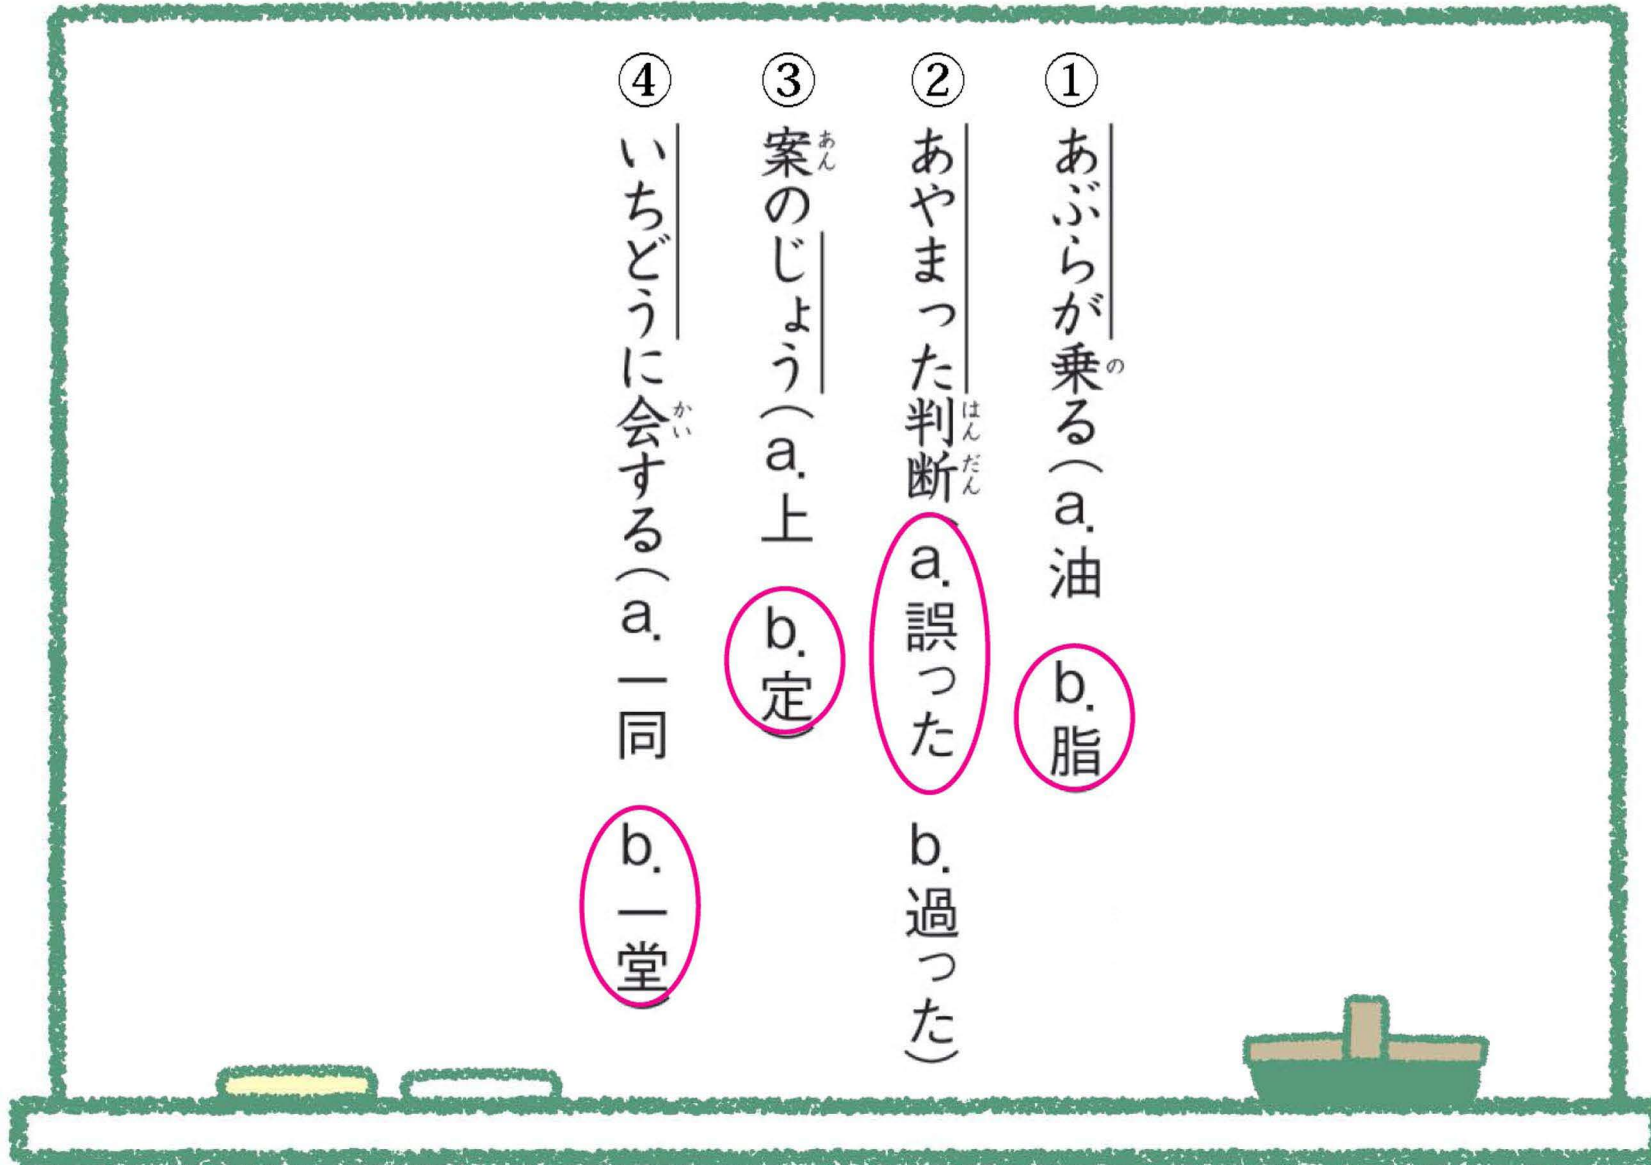 ①あぶらが乗る（a.油　b.脂
②あやまった判断（a.誤った　b.過った）
③案のじょう（a.上　b.定）
④いちどうに会する（a.一同　b.一堂）